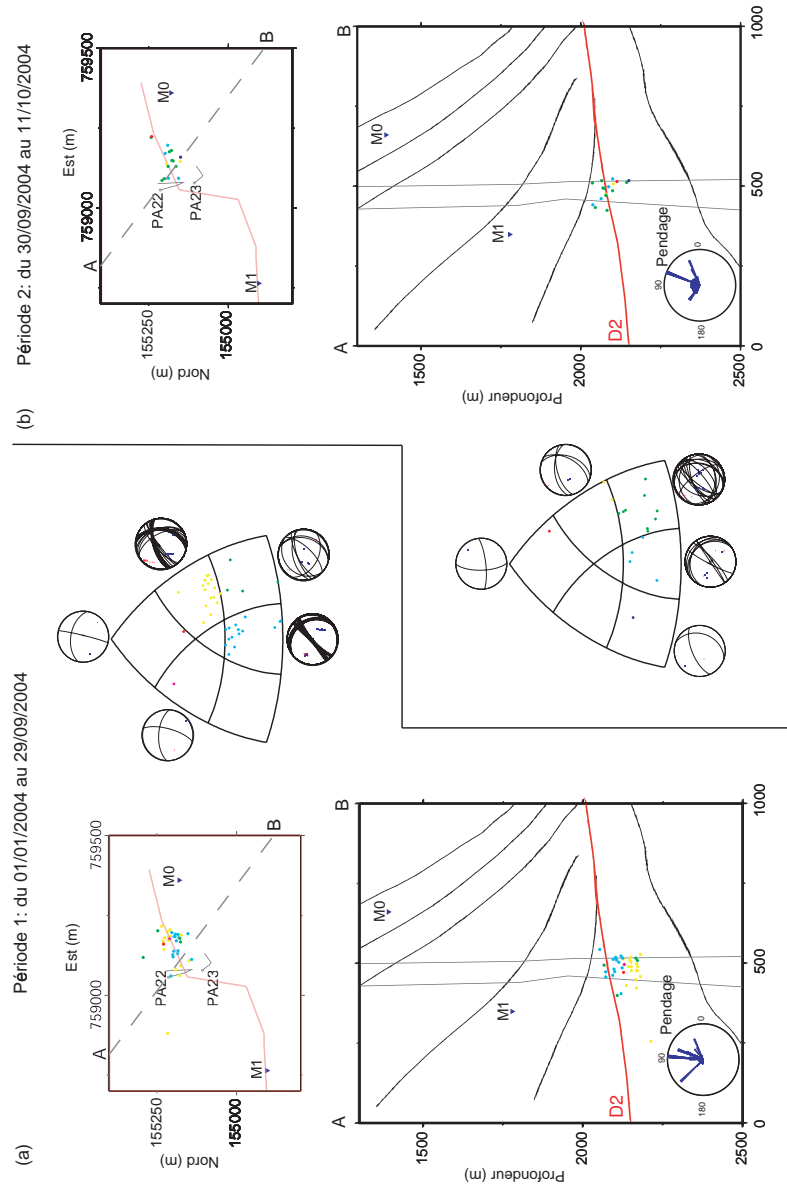 (a)
Période 1: du 01/01/2004 au 29/09/2004
Est (m)
759000
759500
A
B
Nord (m)
155250
155000
PA22
PA23
M0
M1
A
B
Profondeur (m)
1500
2000
2500
0
500
1000
M0
M1
D2
Pendage
0
90
180
(b)
Période 2: du 30/09/2004 au 11/10/2004
Est (m)
759000
759500
A
B
Nord (m)
155250
155000
PA22
PA23
M0
M1
A
B
Profondeur (m)
1500
2000
2500
0
500
1000
M0
M1
D2
Pendage
0
90
180